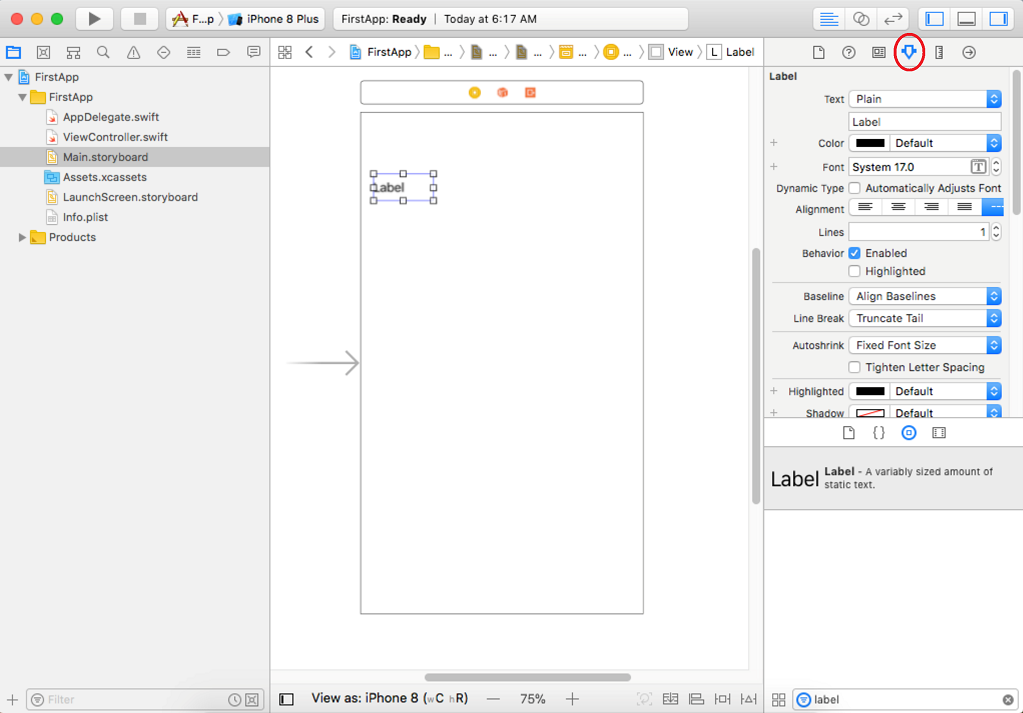 F...p
iPhone 8 Plus
FirstApp: Ready | Today at 6:17 AM
FirstApp
...
...
...
...
...
View
L Label
FirstApp
FirstApp
AppDelegate.swift
ViewController.swift
Main.storyboard
Assets.xcassets
LaunchScreen.storyboard
Info.plist
Products
Filter
Label
View as: iPhone 8 (wC hR)
75%
Label
Text Plain
Label
Color Default
Font System 17.0 T
Dynamic Type Automatically Adjusts Font
Alignment
Lines 1
Behavior Enabled
Highlighted
Baseline Align Baselines
Line Break Truncate Tail
Autoshrink Fixed Font Size
Tighten Letter Spacing
Highlighted Default
Shadow Default
{}
Label
Label - A variably sized amount of
static text.
label